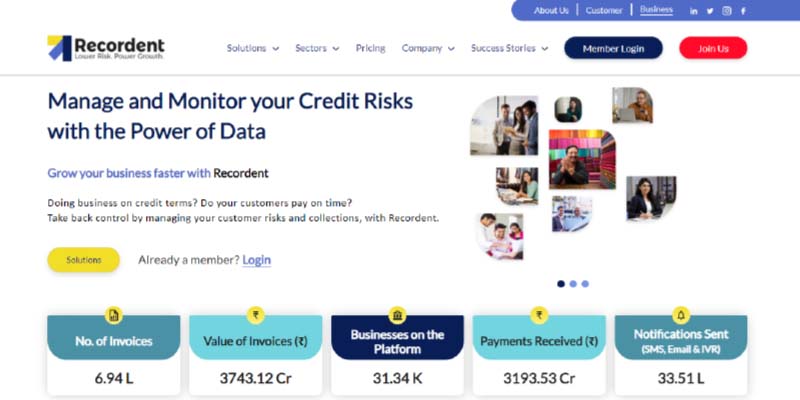 About Us | Customer | Business
Recordent
Lower Risk. Power Growth.
Solutions Sectors Pricing Company Success Stories Member Login Join Us
Manage and Monitor your Credit Risks
with the Power of Data
Grow your business faster with Recordent
Doing business on credit terms? Do your customers pay on time?
Take back control by managing your customer risks and collections, with Recordent.
Solutions Already a member? Login
No. of Invoices
6.94 L
Value of Invoices (₹)
3743.12 Cr
Businesses on the
Platform
31.34 K
Payments Received (₹)
3193.53 Cr
Notifications Sent
(SMS, Email & IVR)
33.51 L